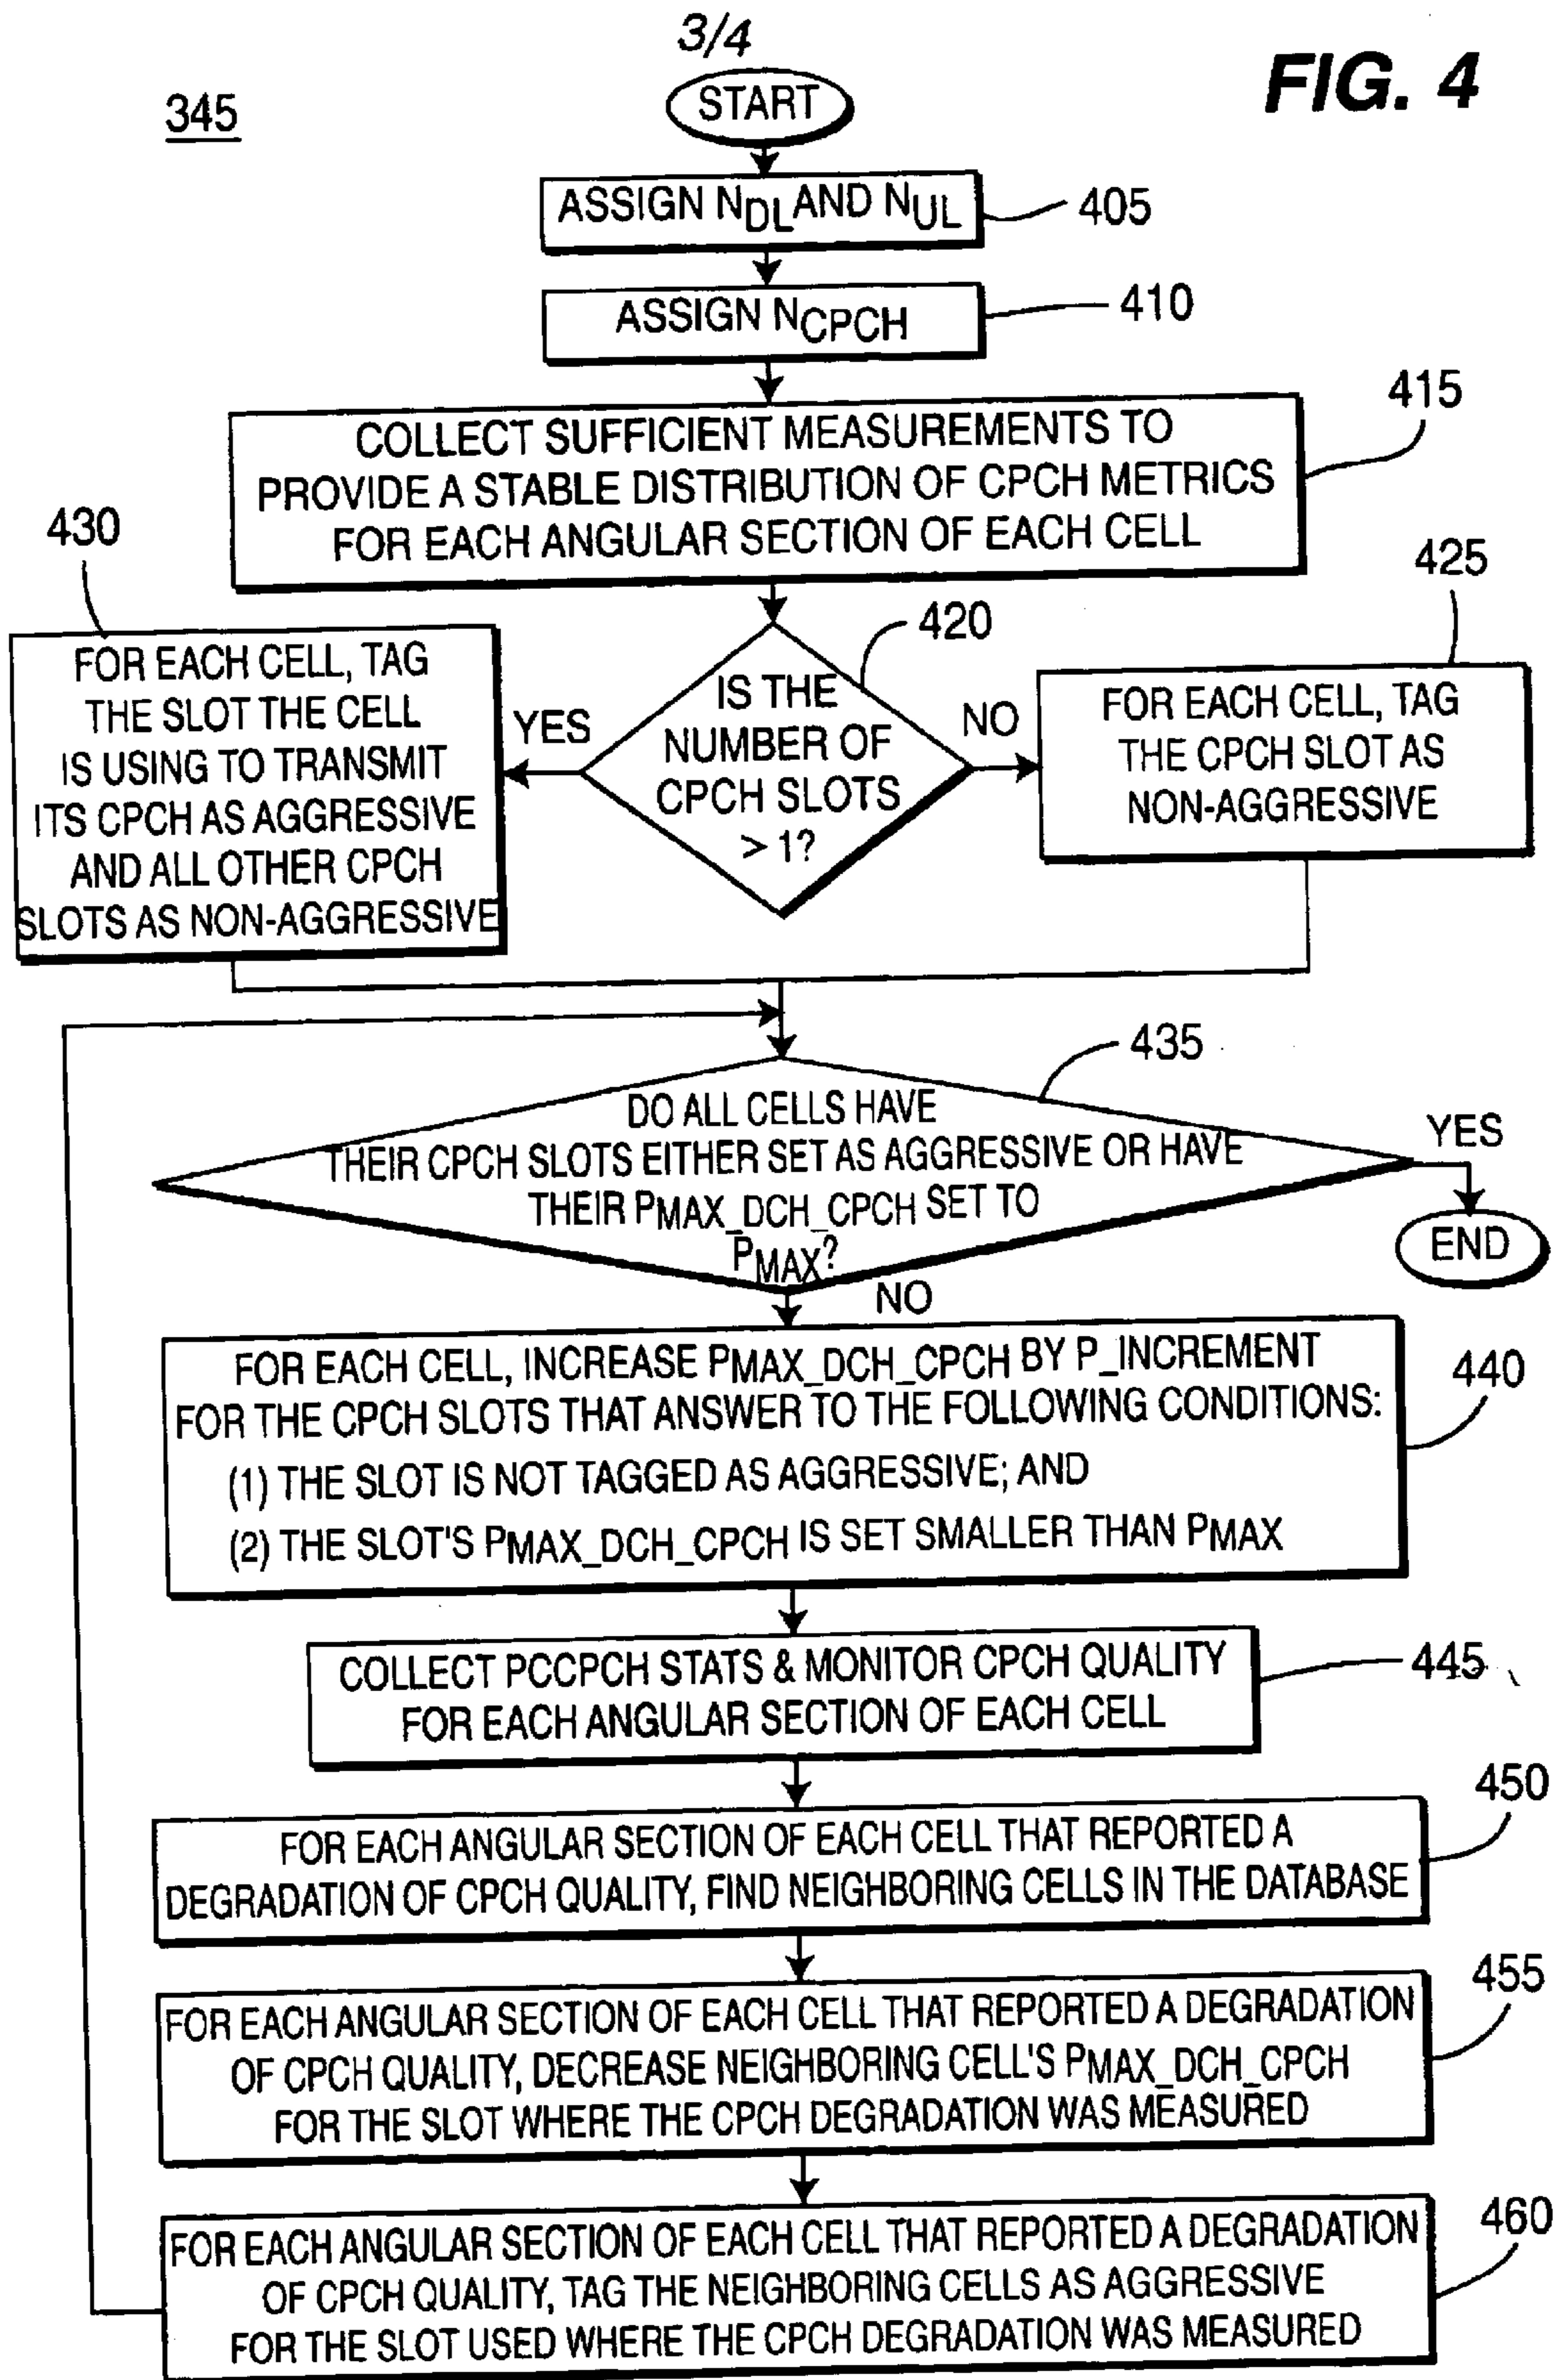 3/4
FIG. 4
345
START
ASSIGN NDL AND NUL
405
ASSIGN NCPCH
410
COLLECT SUFFICIENT MEASUREMENTS TO
PROVIDE A STABLE DISTRIBUTION OF CPCH METRICS
FOR EACH ANGULAR SECTION OF EACH CELL
415
430
FOR EACH CELL, TAG
THE SLOT THE CELL
IS USING TO TRANSMIT
ITS CPCH AS AGGRESSIVE
AND ALL OTHER CPCH
SLOTS AS NON-AGGRESSIVE
YES
IS THE
NUMBER OF
CPCH SLOTS
> 1?
420
NO
425
FOR EACH CELL, TAG
THE CPCH SLOT AS
NON-AGGRESSIVE
435
DO ALL CELLS HAVE
THEIR CPCH SLOTS EITHER SET AS AGGRESSIVE OR HAVE
THEIR PMAX_DCH_CPCH SET TO
PMAX?
YES
END
NO
FOR EACH CELL, INCREASE PMAX_DCH_CPCH BY P_INCREMENT
FOR THE CPCH SLOTS THAT ANSWER TO THE FOLLOWING CONDITIONS:
(1) THE SLOT IS NOT TAGGED AS AGGRESSIVE; AND
(2) THE SLOT'S PMAX_DCH_CPCH IS SET SMALLER THAN PMAX
440
COLLECT PCCPCH STATS & MONITOR CPCH QUALITY
FOR EACH ANGULAR SECTION OF EACH CELL
445
FOR EACH ANGULAR SECTION OF EACH CELL THAT REPORTED A
DEGRADATION OF CPCH QUALITY, FIND NEIGHBORING CELLS IN THE DATABASE
450
FOR EACH ANGULAR SECTION OF EACH CELL THAT REPORTED A DEGRADATION
OF CPCH QUALITY, DECREASE NEIGHBORING CELL'S PMAX_DCH_CPCH
FOR THE SLOT WHERE THE CPCH DEGRADATION WAS MEASURED
455
FOR EACH ANGULAR SECTION OF EACH CELL THAT REPORTED A DEGRADATION
OF CPCH QUALITY, TAG THE NEIGHBORING CELLS AS AGGRESSIVE
FOR THE SLOT USED WHERE THE CPCH DEGRADATION WAS MEASURED
460